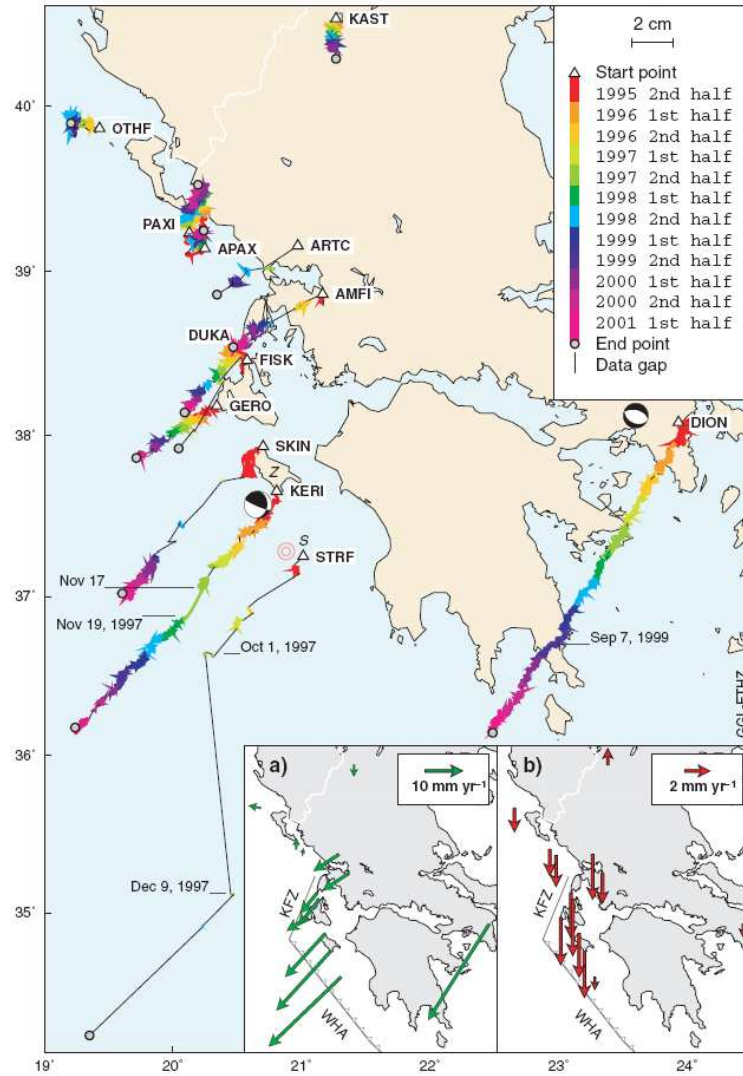 KAST
2 cm
Start point
1995 2nd half
1996 1st half
1996 2nd half
1997 1st half
1997 2nd half
1998 1st half
1998 2nd half
1999 1st half
1999 2nd half
2000 1st half
2000 2nd half
2001 1st half
End point
Data gap
40°
OTHF
PAXI
APAX
ARTC
39°
AMFI
DUKA
FISK
GERO
38°
DION
SKIN
Z
KERI
S
STRF
Nov 17
37°
Nov 19, 1997
Oct 1, 1997
Sep 7, 1999
GGL-ETHZ
36°
a)
10 mm yr⁻¹
b)
2 mm yr⁻¹
Dec 9, 1997
35°
KFZ
WHA
KFZ
WHA
19°
20°
21°
22°
23°
24°